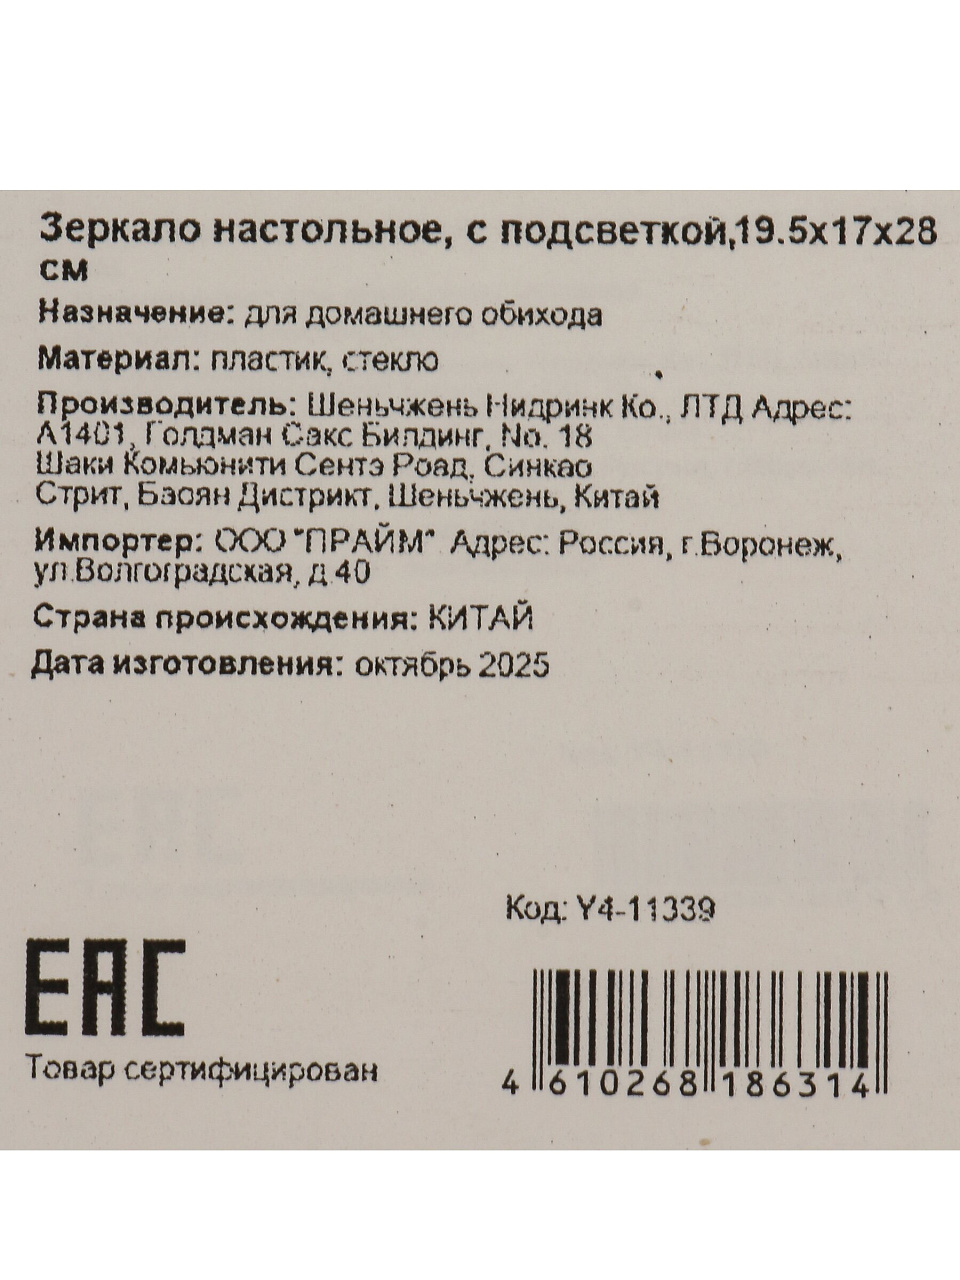 Зеркало настольное, с подсветкой,19.5х17х28
см
Назначение: для домашнего обихода
Материал: пластик, стекло
Производитель: Шеньчжень Нидринк Ко., ЛТД Адрес:
А1401, Голдман Сакс Билдинг, No. 18
Шаки Комьюнити Сентэ Роад, Синкао
Стрит, Баоян Дистрикт, Шеньчжень, Китай
Импортер: ООО "ПРАЙМ" Адрес: Россия, г.Воронеж,
ул.Волгоградская, д.40
Страна происхождения: КИТАЙ
Дата изготовления: октябрь 2025
Код: Y4-11339
EAC
Товар сертифицирован
4 610268 186314